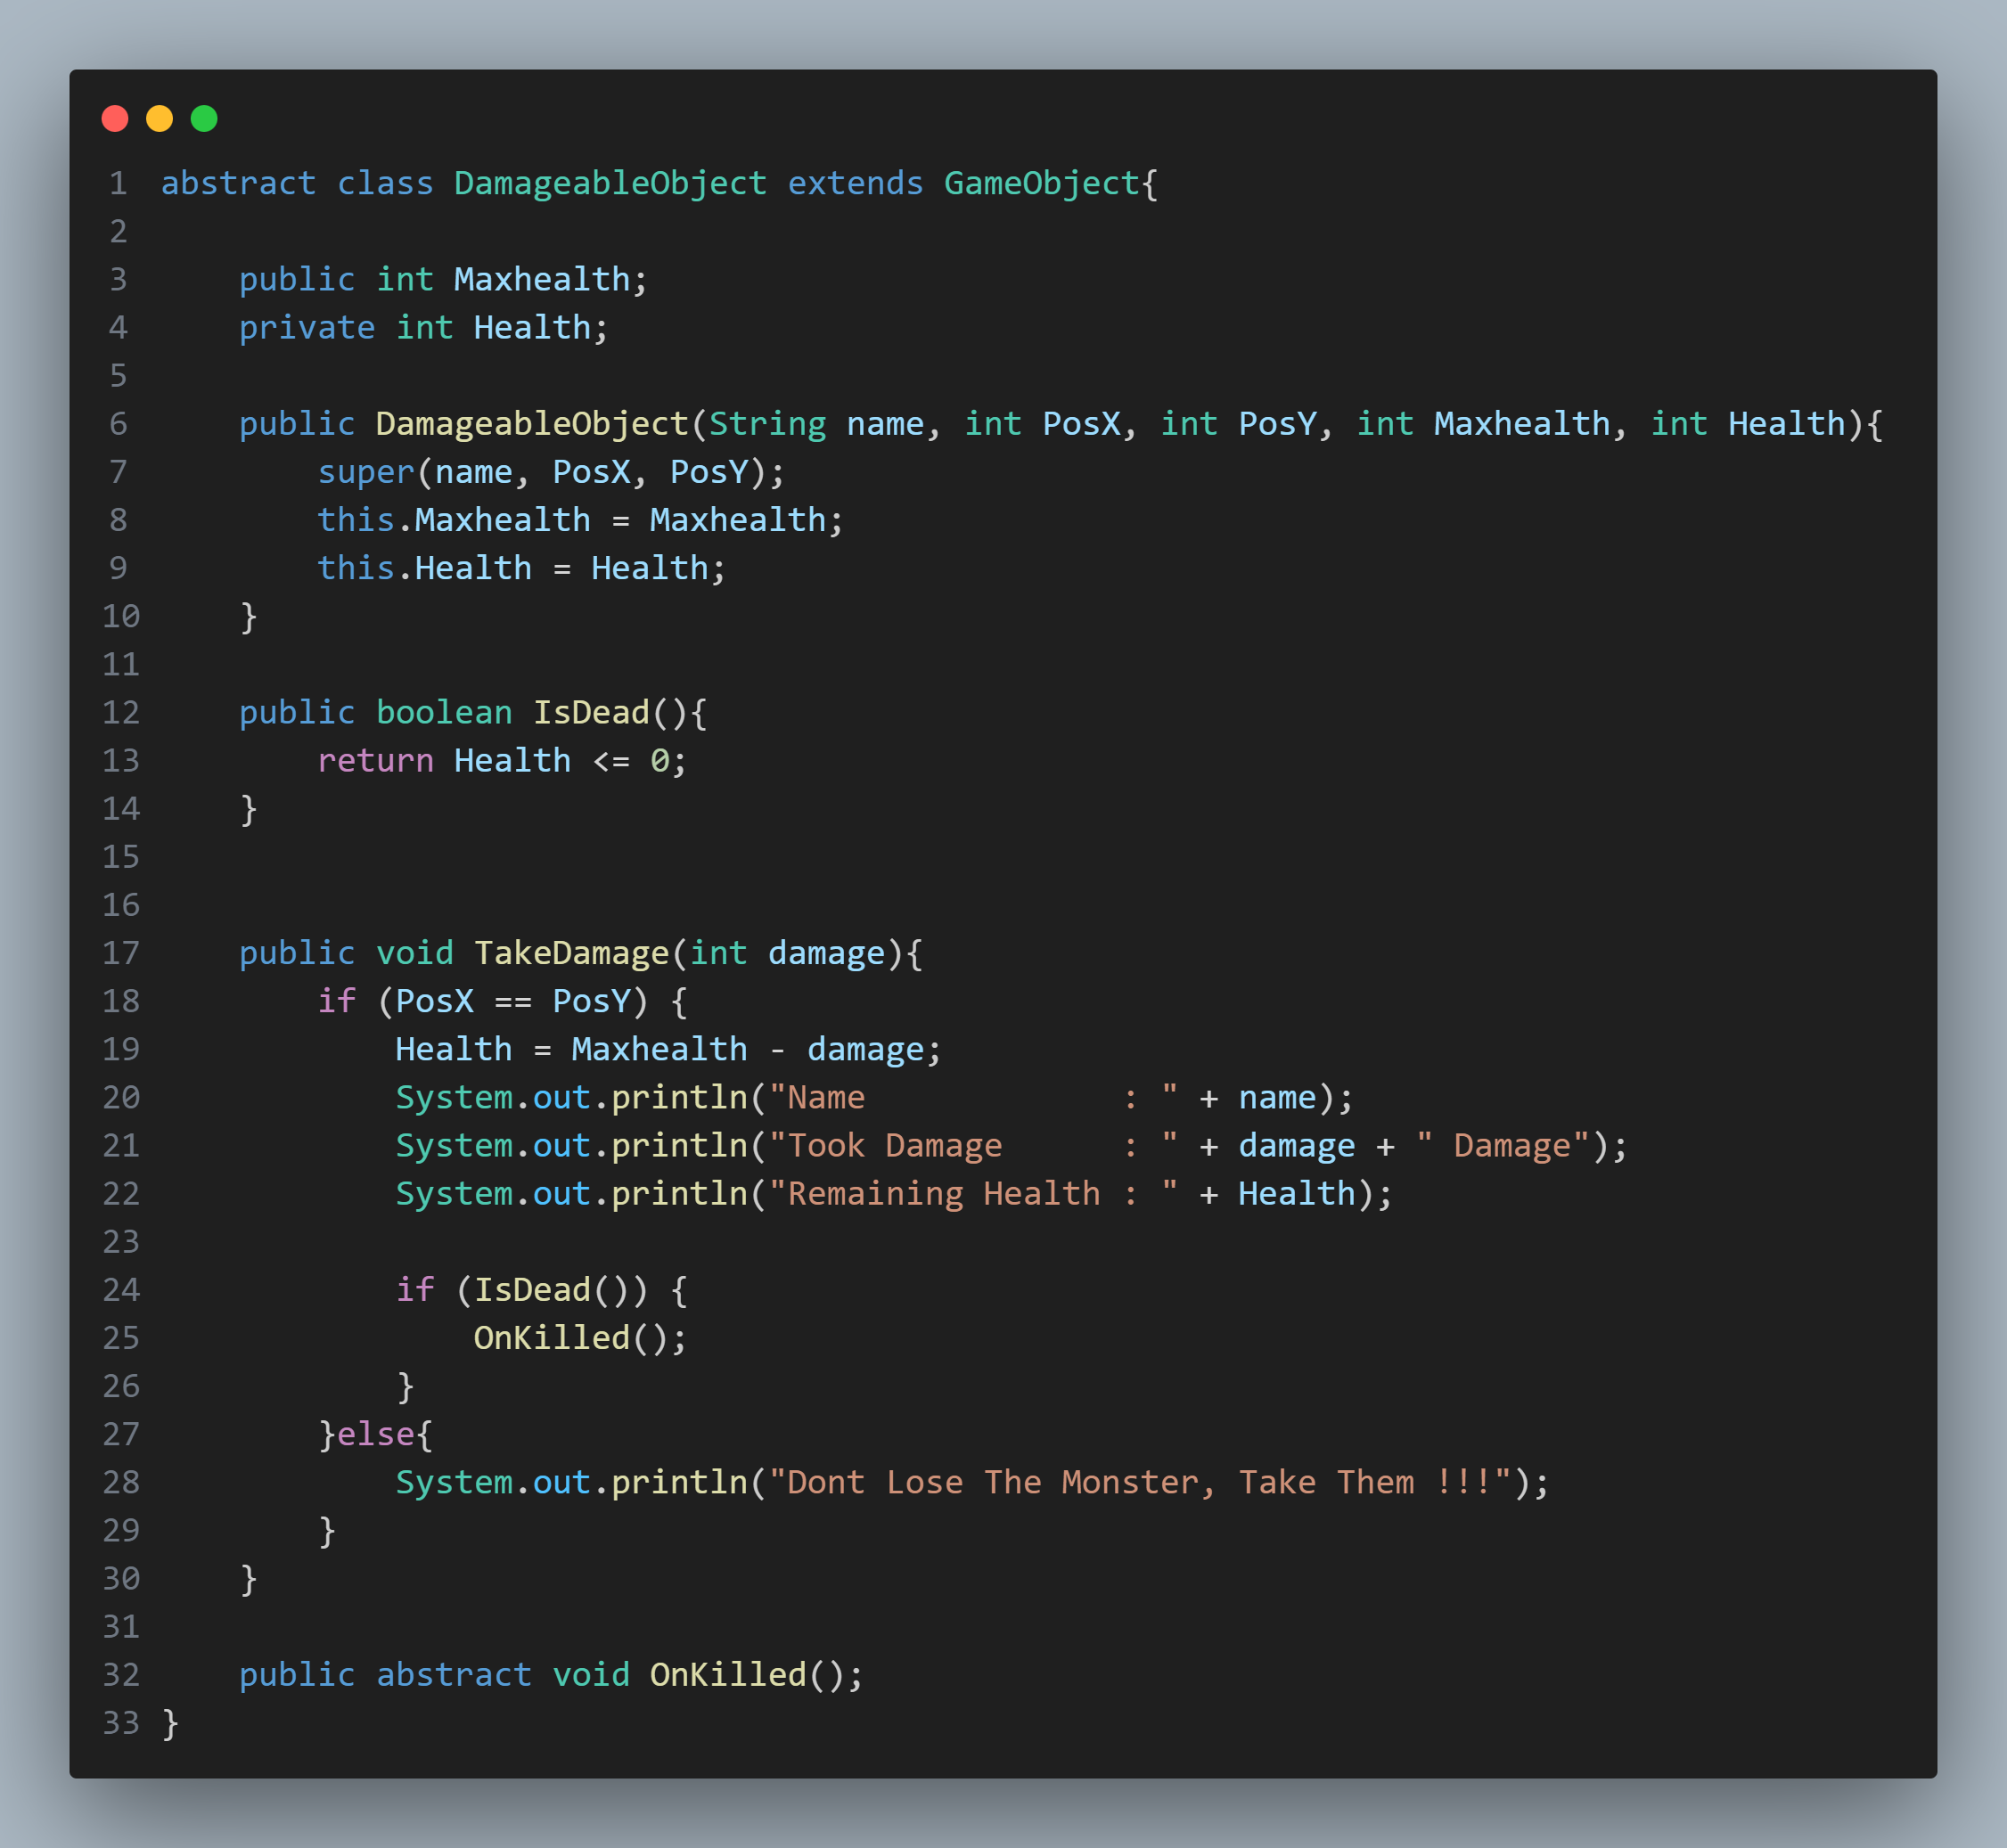 1 abstract class DamageableObject extends GameObject{
2
3     public int Maxhealth;
4     private int Health;
5
6     public DamageableObject(String name, int PosX, int PosY, int Maxhealth, int Health){
7         super(name, PosX, PosY);
8         this.Maxhealth = Maxhealth;
9         this.Health = Health;
10     }
11
12     public boolean IsDead(){
13         return Health <= 0;
14     }
15
16
17     public void TakeDamage(int damage){
18         if (PosX == PosY) {
19             Health = Maxhealth - damage;
20             System.out.println("Name             : " + name);
21             System.out.println("Took Damage      : " + damage + " Damage");
22             System.out.println("Remaining Health : " + Health);
23
24             if (IsDead()) {
25                 OnKilled();
26             }
27         }else{
28             System.out.println("Dont Lose The Monster, Take Them !!!");
29         }
30     }
31
32     public abstract void OnKilled();
33 }